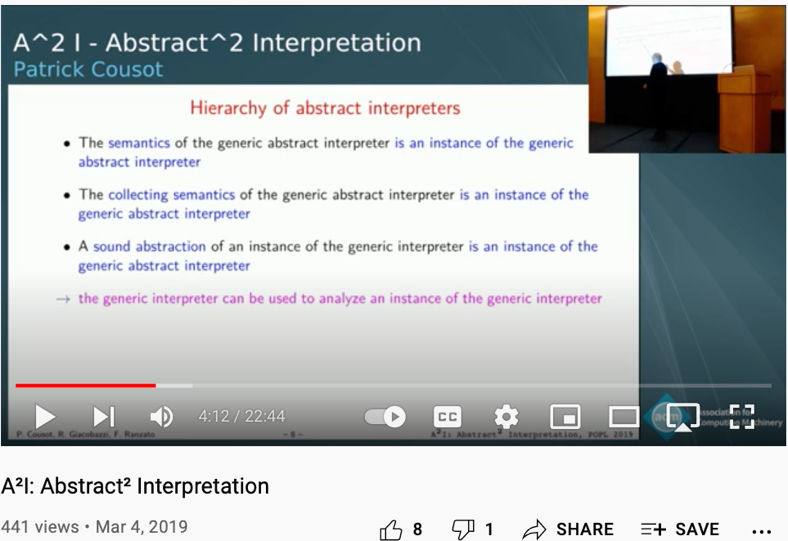 A^2 I - Abstract^2 Interpretation
Patrick Cousot
Hierarchy of abstract interpreters
• The semantics of the generic abstract interpreter is an instance of the generic
abstract interpreter
• The collecting semantics of the generic abstract interpreter is an instance of the
generic abstract interpreter
• A sound abstraction of an instance of the generic interpreter is an instance of the
generic abstract interpreter
→ the generic interpreter can be used to analyze an instance of the generic interpreter
4:12 / 22:44
CC
acm
Association for
Computing Machinery
P. Cousot, R. Giacobazzi, F. Ranzato
– 8 –
A²I: Abstract² Interpretation, POPL 2019
A²I: Abstract² Interpretation
441 views • Mar 4, 2019
8
1
SHARE
SAVE